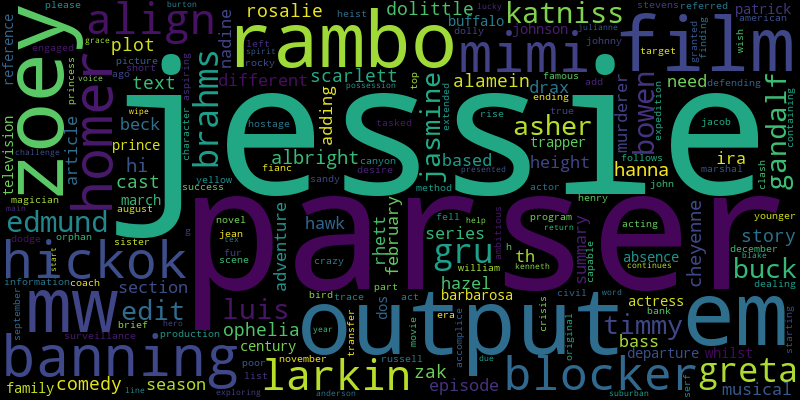 jessie
parser
output
em
rambo
film
zoey
homer
align
mimi
katniss
hickok
mw
banning
larkin
blocker
greta
timmy
edmund
edit
luis
gru
buck
gandalf
bowen
asher
hanna
ira
brahms
jasmine
scarlett
albright
rosalie
nadine
dolittle
buffalo
johnson
patrick
plot
text
beck
prince
hi
cast
march
article
television
reference
princess
picture
ago
short
different
adding
hostage
based
alamein
drax
trapper
height
murderer
need
containing
story
absence
cheyenne
summary
series
february
rhett
hawk
adventure
th
hazel
barbarosa
ophelia
century
section
comedy
season
family
episode
zak
bass
departure
whilst
musical
actress
dos
engaged
please
burton
grace
voice
wipe
challenge
magician
august
orphan
sister
main
dodge
information
coach
start
september
surveillance
brief
hero
production
line
exploring
november
poor
list
year
transfer
era
russell
due
movie
act
trace
part
bird
crazy
novel
jean
tex
fur
scene
success
yellow
aspiring
character
left
spirit
rocky
heist
lucky
dolly
julianne
stevens
referred
american
johnny
famous
top
possession
tasked
extended
ending
add
true
rise
canyon
fianc
sandy
desire
method
presented
actor
follows
henry
john
jacob
marshal
clash
expedition
defending
finding
granted
wish
target
younger
december
blake
dealing
starting
capable
acting
program
return
kenneth
continues
ambitious
fell
help
william
h
g
civil
crisis
original
accomplice
word
bank
serf
suburban
anderson